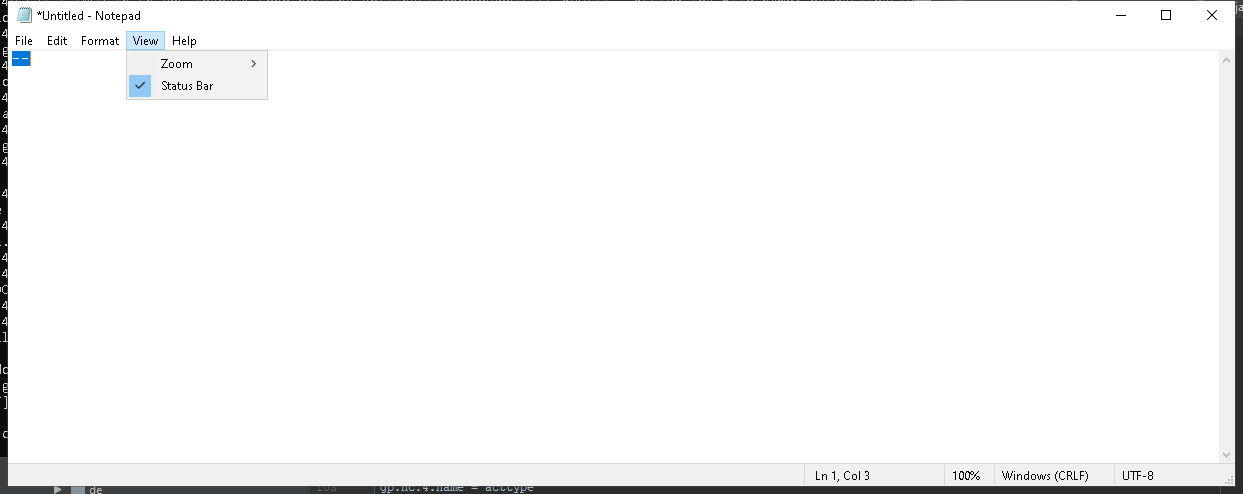 *Untitled - Notepad
File Edit Format View Help
--
Zoom
Status Bar
Ln 1, Col 3 100% Windows (CRLF) UTF-8
de
gp.nc.4.name = acctype